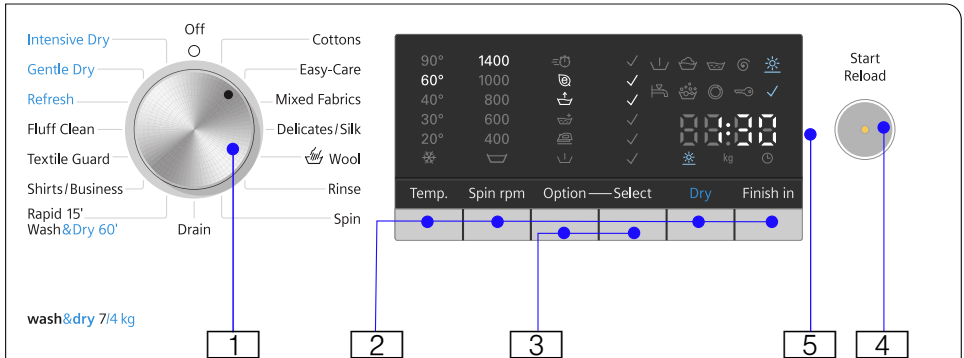 Off
Intensive Dry
Gentle Dry
Refresh
Fluff Clean
Textile Guard
Shirts/Business
Rapid 15'
Wash&Dry 60'
Drain
Cottons
Easy-Care
Mixed Fabrics
Delicates/Silk
Wool
Rinse
Spin
90° 1400
60° 1000
40° 800
30° 600
20° 400
1:30
kg
Temp. Spin rpm Option Select Dry Finish in
Start
Reload
wash&dry 7/4 kg
1 2 3 5 4